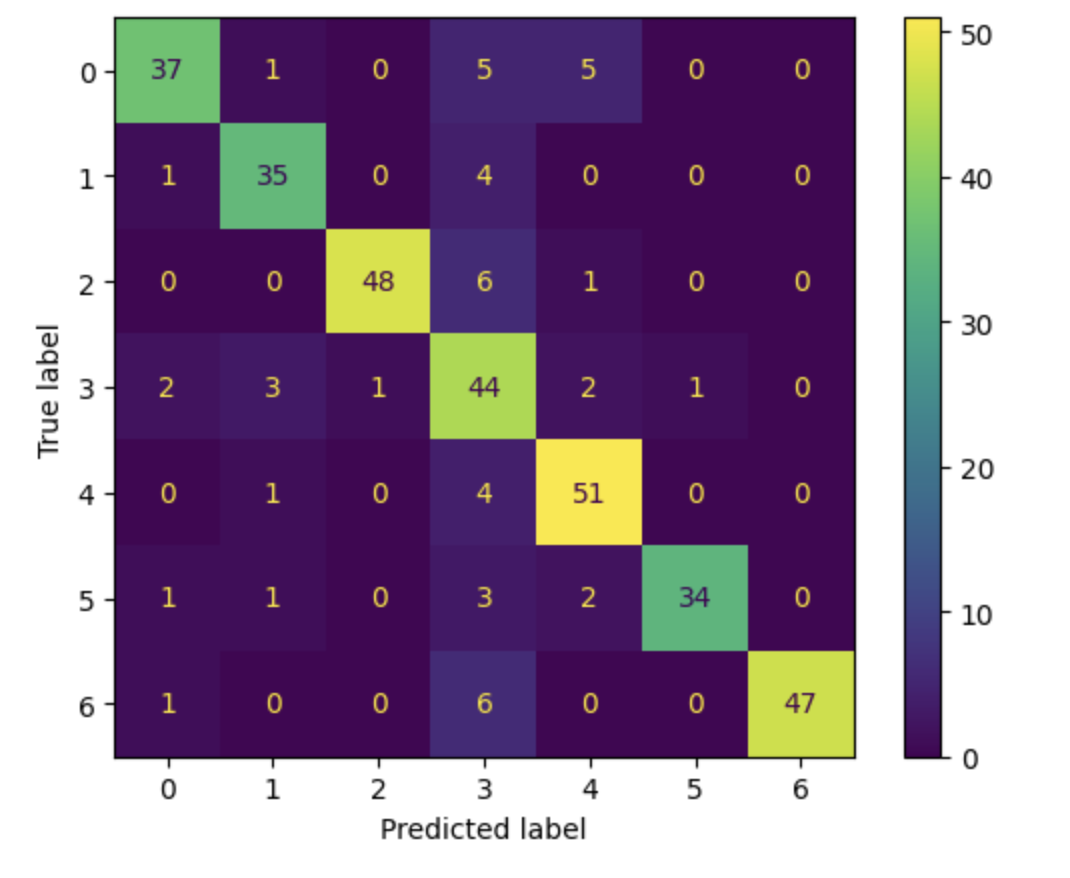 True label
0 37 1 0 5 5 0 0
1 1 35 0 4 0 0 0
2 0 0 48 6 1 0 0
3 2 3 1 44 2 1 0
4 0 1 0 4 51 0 0
5 1 1 0 3 2 34 0
6 1 0 0 6 0 0 47
0 1 2 3 4 5 6
Predicted label
50
40
30
20
10
0